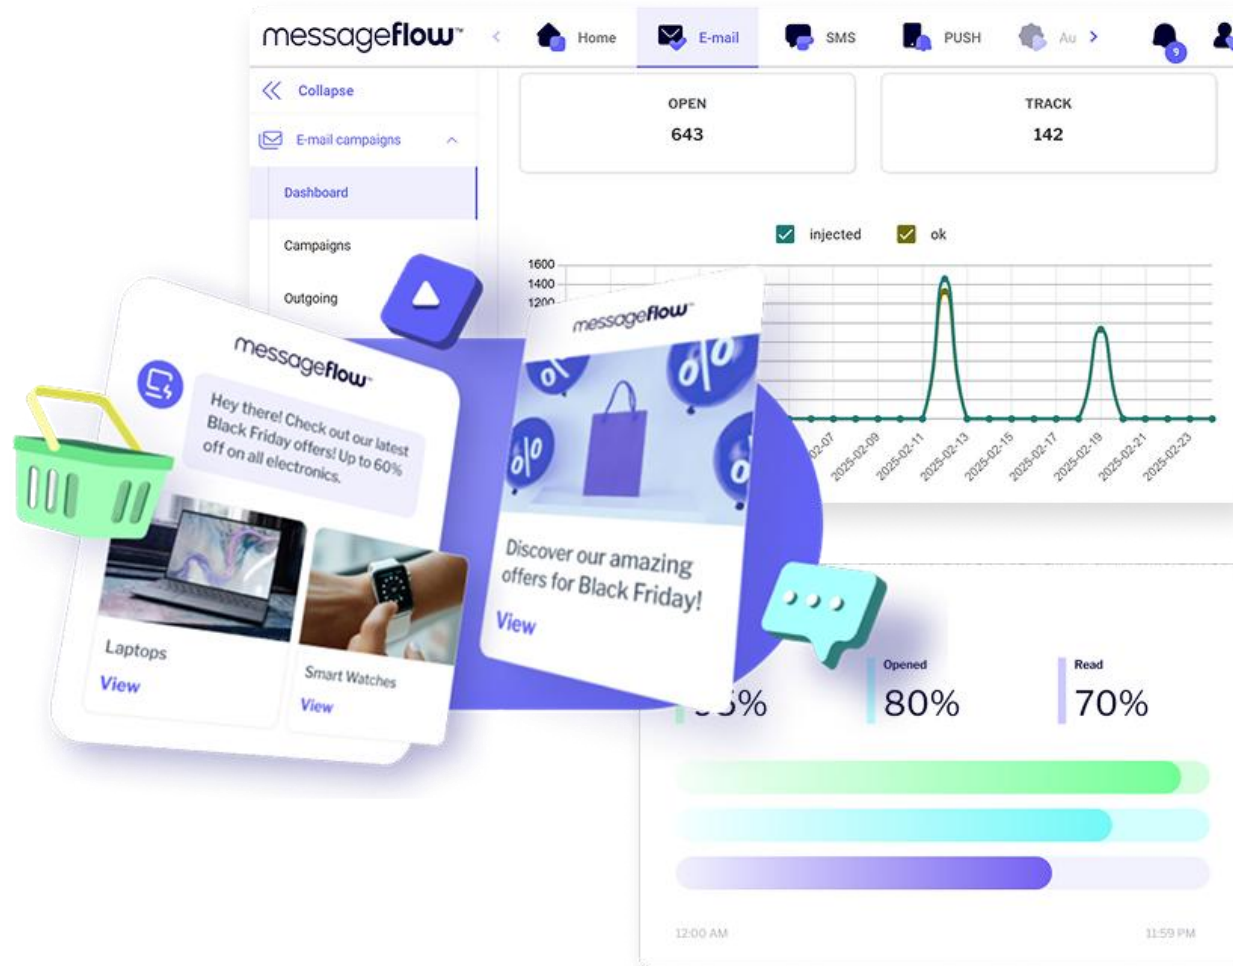 messageflow™
Home
E-mail
SMS
PUSH
Au
9
Collapse
E-mail campaigns
Dashboard
Campaigns
Outgoing
OPEN
643
TRACK
142
injected
ok
1600
1400
1200
2025-02-09
2025-02-11
2025-02-13
2025-02-15
2025-02-17
2025-02-19
2025-02-21
2025-02-23
messageflow™
Hey there! Check out our latest
Black Friday offers! Up to 60%
off on all electronics.
Laptops
View
Smart Watches
View
messageflow™
%
%
%
Discover our amazing
offers for Black Friday!
View
Opened
80%
Read
70%
12:00 AM
11:59 PM